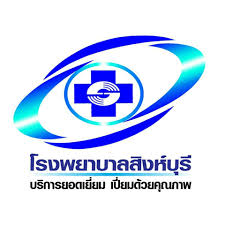 โรงพยาบาลสิงห์บุรี
บริการยอดเยี่ยม เปี่ยมด้วยคุณภาพ